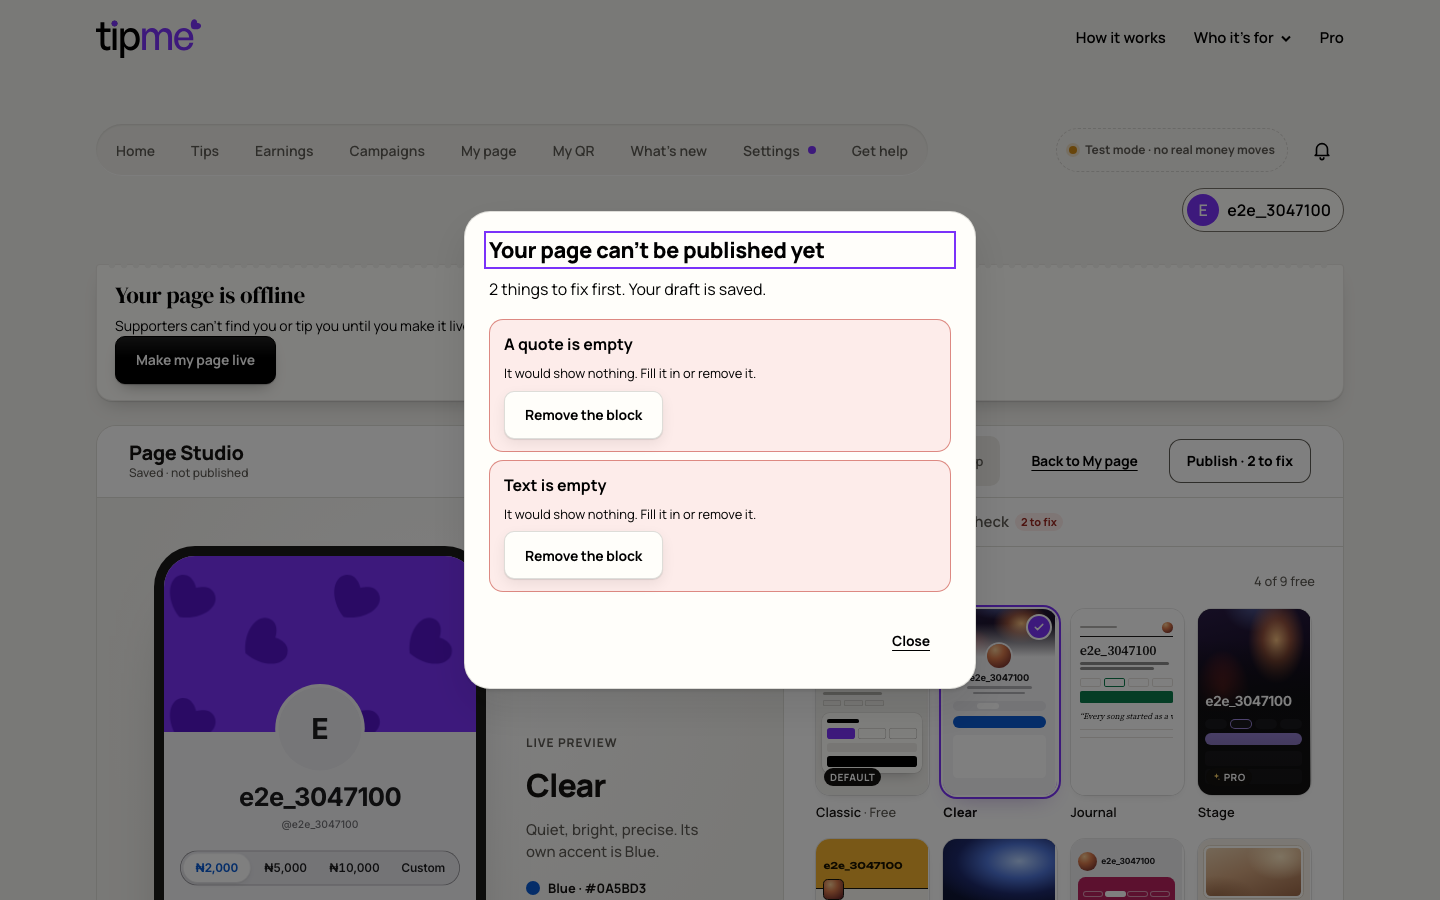 tipme
How it works
Who it's for
Pro
Home
Tips
Earnings
Campaigns
My page
My QR
What's new
Settings
Get help
Test mode · no real money moves
E
e2e_3047100
Your page is offline
Supporters can't find you or tip you until you make it live
Make my page live
Your page can't be published yet
2 things to fix first. Your draft is saved.
A quote is empty
It would show nothing. Fill it in or remove it.
Remove the block
Text is empty
It would show nothing. Fill it in or remove it.
Remove the block
Close
Page Studio
Saved · not published
Back to My page
Publish · 2 to fix
2 to fix
4 of 9 free
E
e2e_3047100
@e2e_3047100
₦2,000
₦5,000
₦10,000
Custom
LIVE PREVIEW
Clear
Quiet, bright, precise. Its
own accent is Blue.
Blue · #0A5BD3
DEFAULT
Classic · Free
e2e_3047100
Clear
e2e_3047100
"Every song started as a v
Journal
e2e_3047100
PRO
Stage
e2e_3047100
e2e_3047100